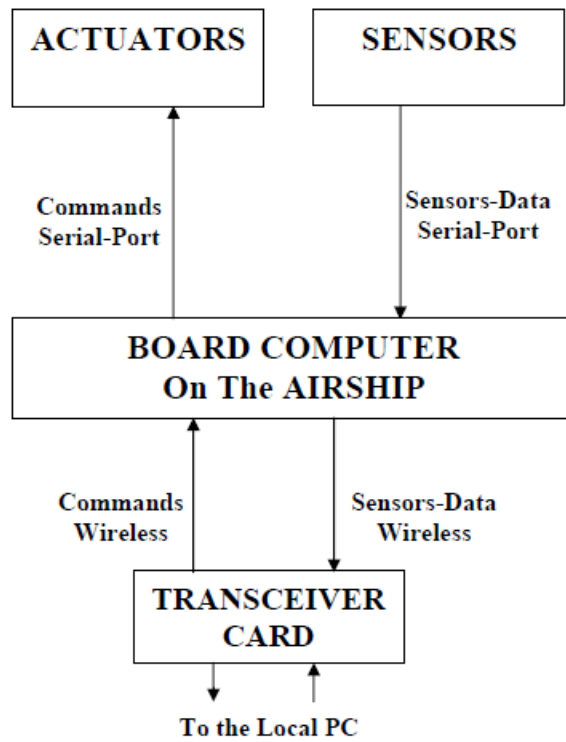 ACTUATORS
SENSORS
Commands
Serial-Port
Sensors-Data
Serial-Port
BOARD COMPUTER
On The AIRSHIP
Commands
Wireless
Sensors-Data
Wireless
TRANSCEIVER
CARD
To the Local PC